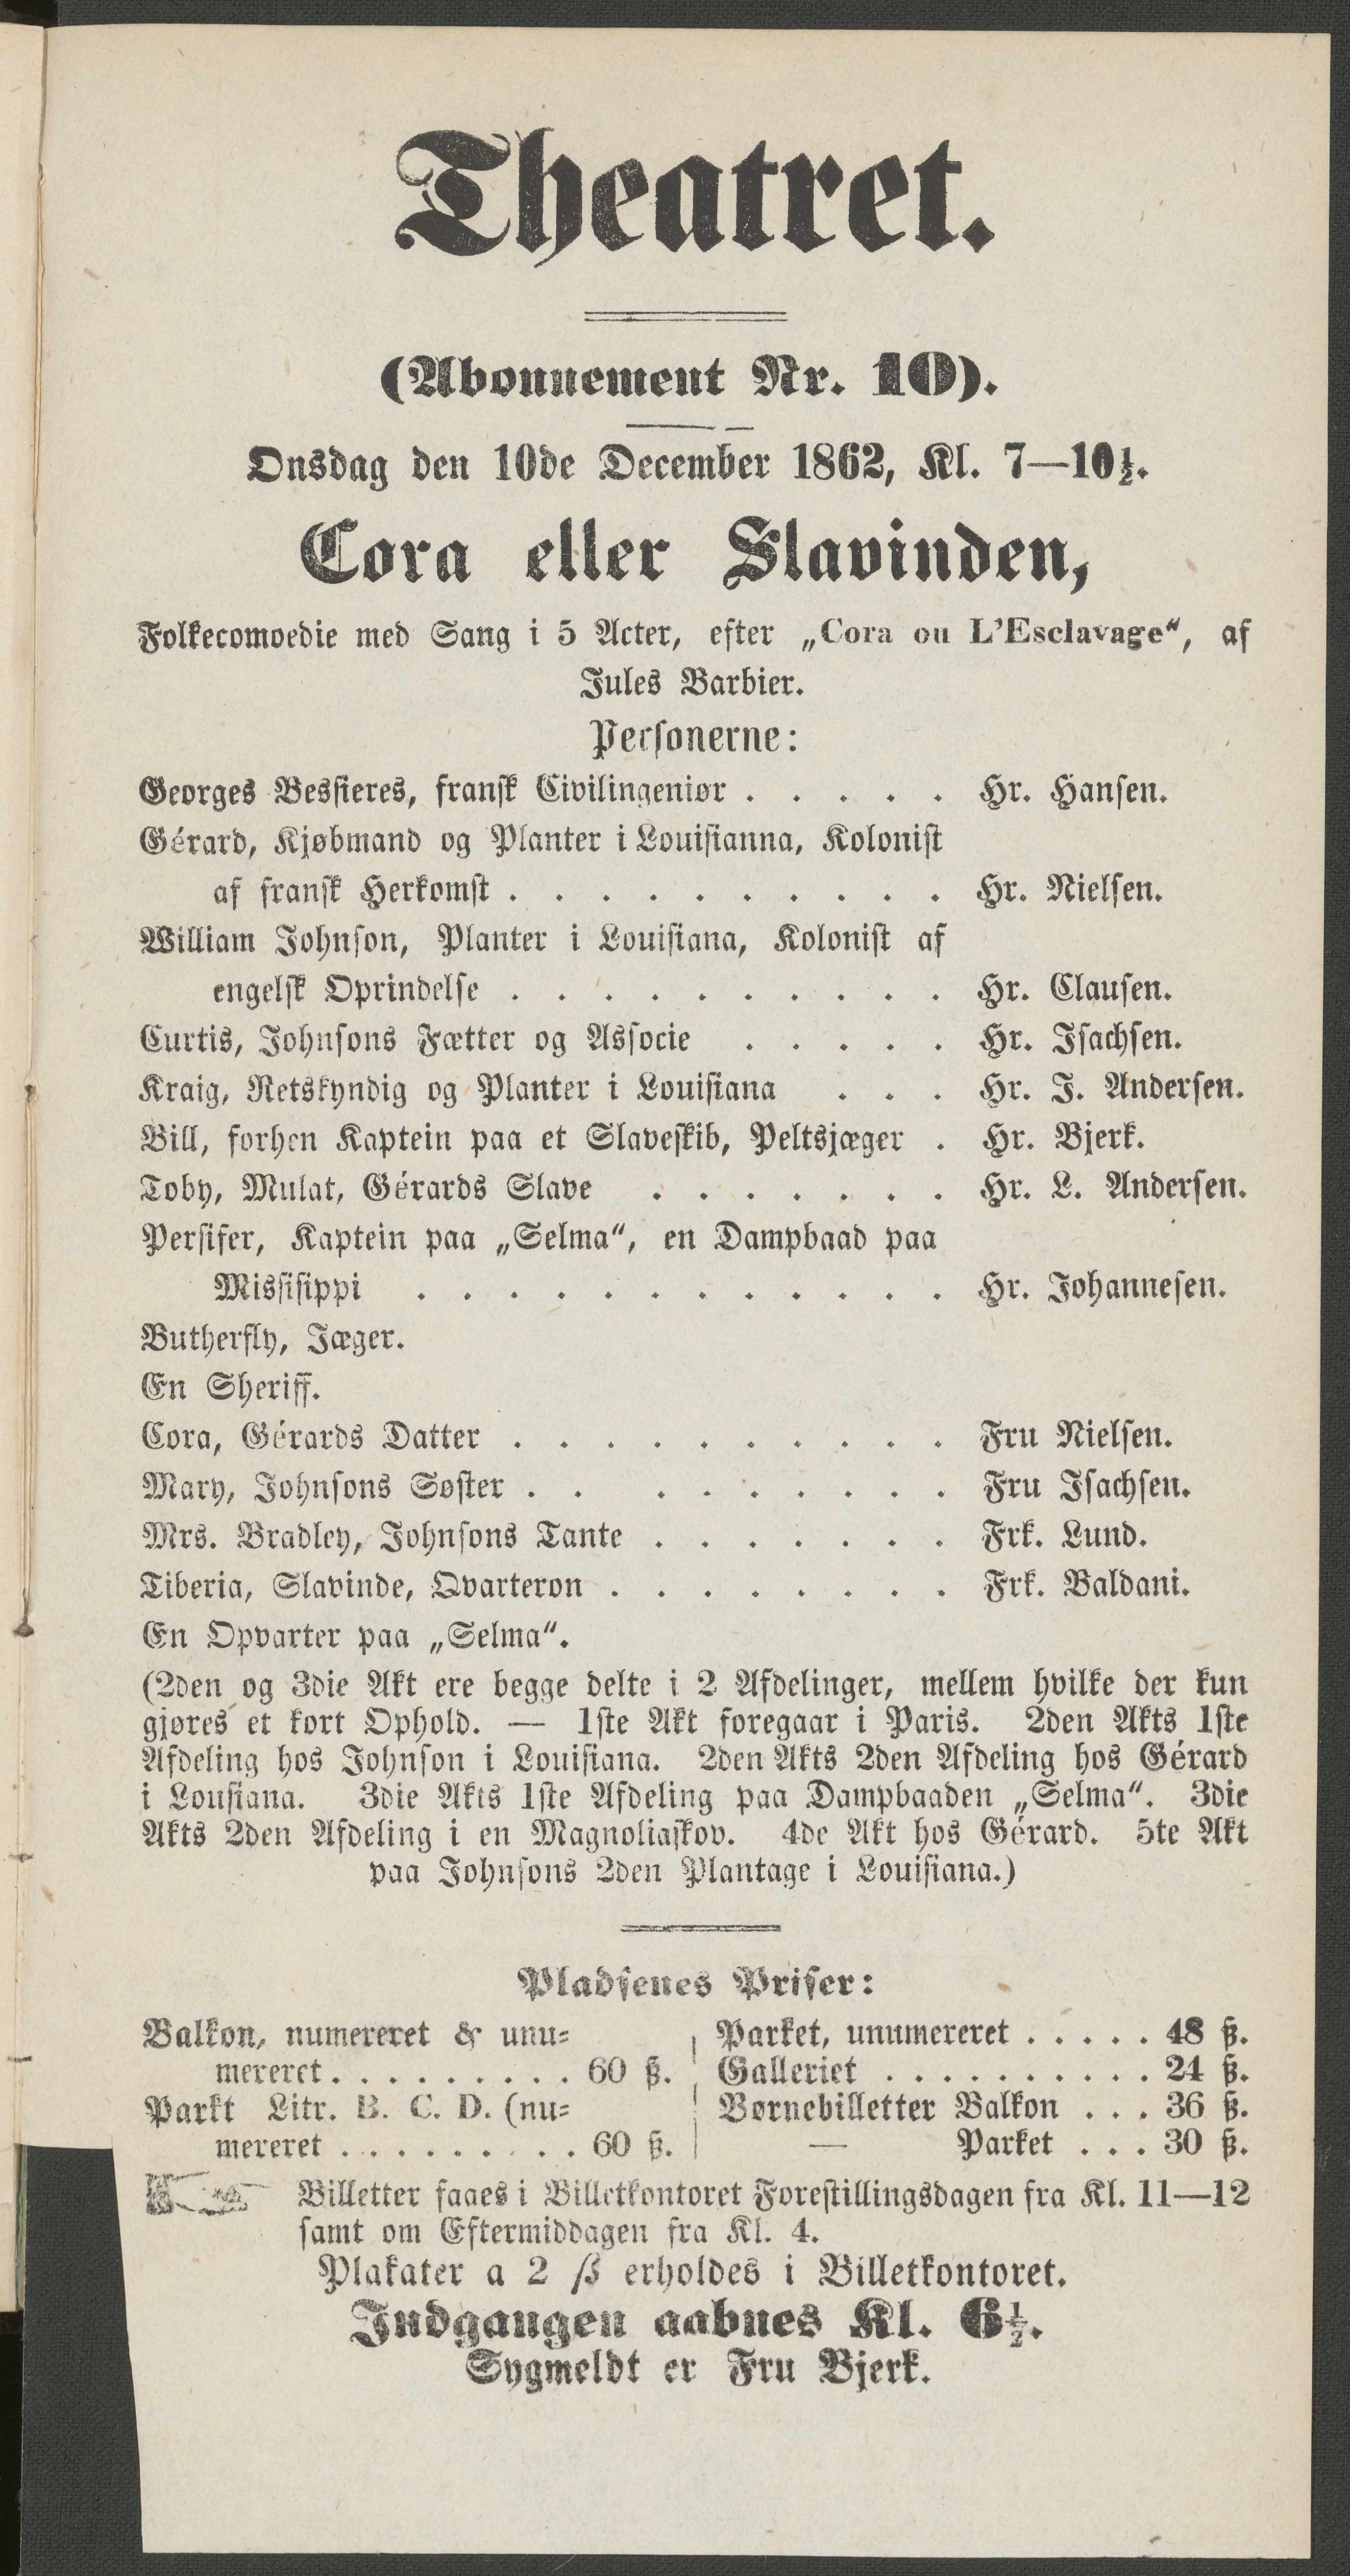 Theatret.
(Abonnement Nr. 10).
Onsdag den 10de December 1862, Kl. 7—10½.
Cora eller Slavinden,
Folkecomoedie med Sang i 5 Acter, efter „Cora ou L'Esclavage“, af
Jules Barbier.
Personerne:
Georges Bessieres, fransk Civilingeniør . . . . . Hr. Hansen.
Gérard, Kjøbmand og Planter i Louisianna, Kolonist
af fransk Herkomst . . . . . . . . . . Hr. Nielsen.
William Johnson, Planter i Louisiana, Kolonist af
engelsk Oprindelse . . . . . . . . . . Hr. Clausen.
Curtis, Johnsons Fætter og Associe . . . . . Hr. Isachsen.
Kraig, Retskyndig og Planter i Louisiana . . . Hr. J. Andersen.
Bill, forhen Kaptein paa et Slaveskib, Peltsjæger . Hr. Bjerk.
Toby, Mulat, Gérards Slave . . . . . . . Hr. L. Andersen.
Persifer, Kaptein paa „Selma“, en Dampbaad paa
Missisippi . . . . . . . . . . . . Hr. Johannesen.
Butherfly, Jæger.
En Sheriff.
Cora, Gérards Datter . . . . . . . . . . Fru Nielsen.
Mary, Johnsons Søster . . . . . . . . . Fru Isachsen.
Mrs. Bradley, Johnsons Tante . . . . . . . Frk. Lund.
Tiberia, Slavinde, Qvarteron . . . . . . . . Frk. Baldani.
En Opvarter paa „Selma“.
(2den og 3die Akt ere begge delte i 2 Afdelinger, mellem hvilke der kun
gjøres et kort Ophold. — 1ste Akt foregaar i Paris. 2den Akts 1ste
Afdeling hos Johnson i Louisiana. 2den Akts 2den Afdeling hos Gérard
i Lousiana. 3die Akts 1ste Afdeling paa Dampbaaden „Selma“. 3die
Akts 2den Afdeling i en Magnoliaskov. 4de Akt hos Gérard. 5te Akt
paa Johnsons 2den Plantage i Louisiana.)
Pladsenes Priser:
Balkon, numereret & unu-
mereret . . . . . . . . . 60 ß.
Parkt Litr. B. C. D. (nu-
mereret . . . . . . . . . 60 ß.
Parket, unumereret . . . . . 48 ß.
Galleriet . . . . . . . . . . 24 ß.
Børnebilletter Balkon . . . 36 ß.
— Parket . . . 30 ß.
Billetter faaes i Billetkontoret Forestillingsdagen fra Kl. 11—12
samt om Eftermiddagen fra Kl. 4.
Plakater a 2 ß erholdes i Billetkontoret.
Indgangen aabnes Kl. 6½.
Sygmeldt er Fru Bjerk.